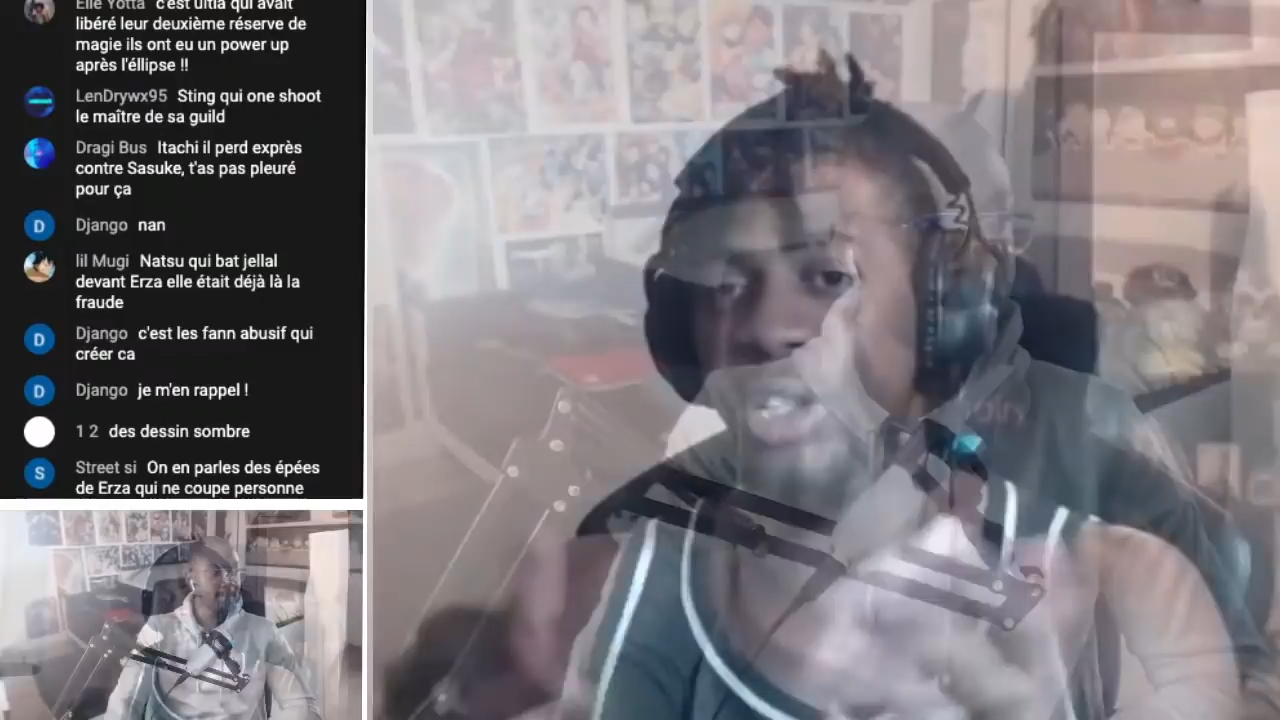 Elle Yotta c'est ultia qui avait
libéré leur deuxième réserve de
magie ils ont eu un power up
après l'éllipse !!
LenDrywx95 Sting qui one shoot
le maître de sa guild
Dragi Bus Itachi il perd exprès
contre Sasuke, t'as pas pleuré
pour ça
D Django nan
lil Mugi Natsu qui bat jellal
devant Erza elle était déjà là la
fraude
D Django c'est les fann abusif qui
créer ca
D Django je m'en rappel !
1 2 des dessin sombre
S Street si On en parles des épées
de Erza qui ne coupe personne